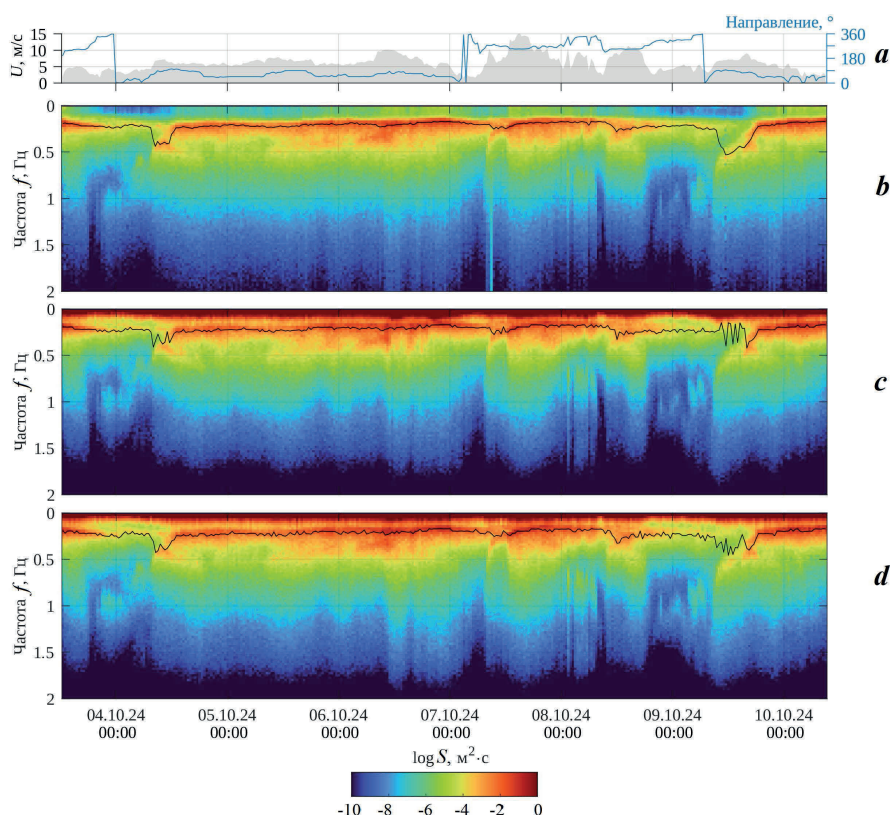 Направление, °
U, м/с
15
10
5
0
360
180
0
a
Частота f, Гц
0
0.5
1
1.5
2
b
Частота f, Гц
0
0.5
1
1.5
2
c
Частота f, Гц
0
0.5
1
1.5
2
d
04.10.24 05.10.24 06.10.24 07.10.24 08.10.24 09.10.24 10.10.24
00:00 00:00 00:00 00:00 00:00 00:00 00:00
log S, м²·с
-10 -8 -6 -4 -2 0